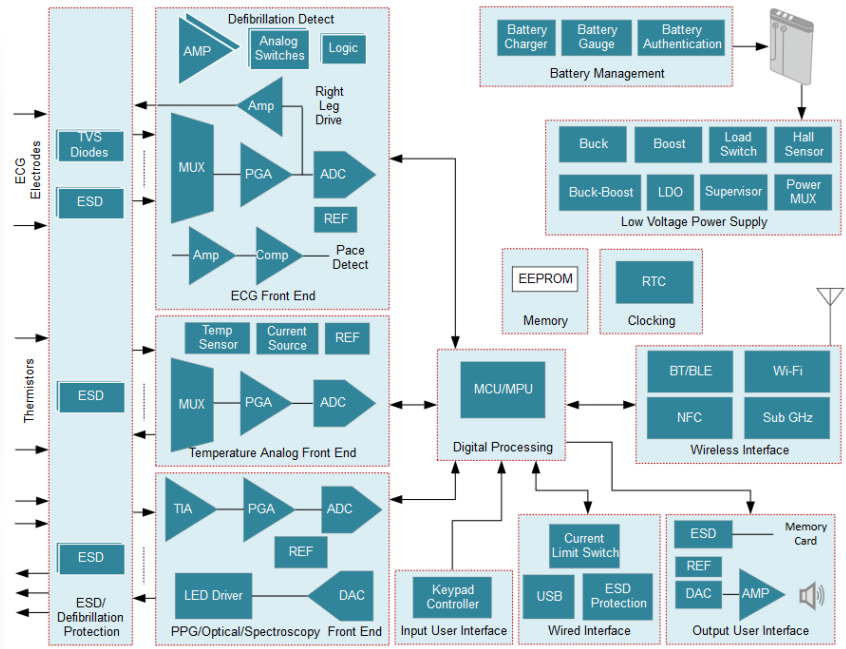 Defibrillation Detect
AMP
Analog
Switches
Logic
Amp
Right
Leg
Drive
MUX
PGA
ADC
REF
Amp
Comp
Pace
Detect
ECG Front End
ECG
Electrodes
TVS
Diodes
ESD
Thermistors
ESD
ESD
ESD/
Defibrillation
Protection
Temp
Sensor
Current
Source
REF
MUX
PGA
ADC
Temperature Analog Front End
TIA
PGA
ADC
REF
LED Driver
DAC
PPG/Optical/Spectroscopy Front End
Battery
Charger
Battery
Gauge
Battery
Authentication
Battery Management
Buck
Boost
Load
Switch
Hall
Sensor
Buck-Boost
LDO
Supervisor
Power
MUX
Low Voltage Power Supply
EEPROM
Memory
RTC
Clocking
MCU/MPU
Digital Processing
BT/BLE
Wi-Fi
NFC
Sub GHz
Wireless Interface
Keypad
Controller
Input User Interface
Current
Limit Switch
USB
ESD
Protection
Wired Interface
ESD
Memory
Card
REF
DAC
AMP
Output User Interface